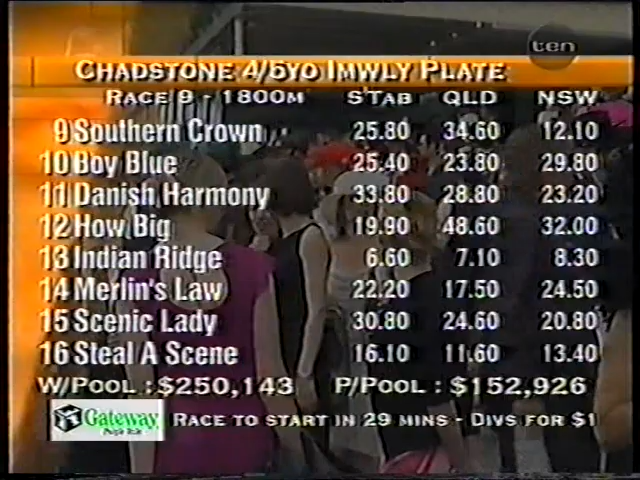 ten
CHADSTONE 4/5YO IMWLY PLATE
RACE 9 - 1800M STAB QLD NSW
9 Southern Crown 25.80 34.60 12.10
10 Boy Blue 25.40 23.80 29.80
11 Danish Harmony 33.80 28.80 23.20
12 How Big 19.90 48.60 32.00
13 Indian Ridge 6.60 7.10 8.30
14 Merlin's Law 22.20 17.50 24.50
15 Scenic Lady 30.80 24.60 20.80
16 Steal A Scene 16.10 11.60 13.40
W/POOL : $250,143 P/POOL : $152,926
Gateway
RACE TO START IN 29 MINS - DIVS FOR $1